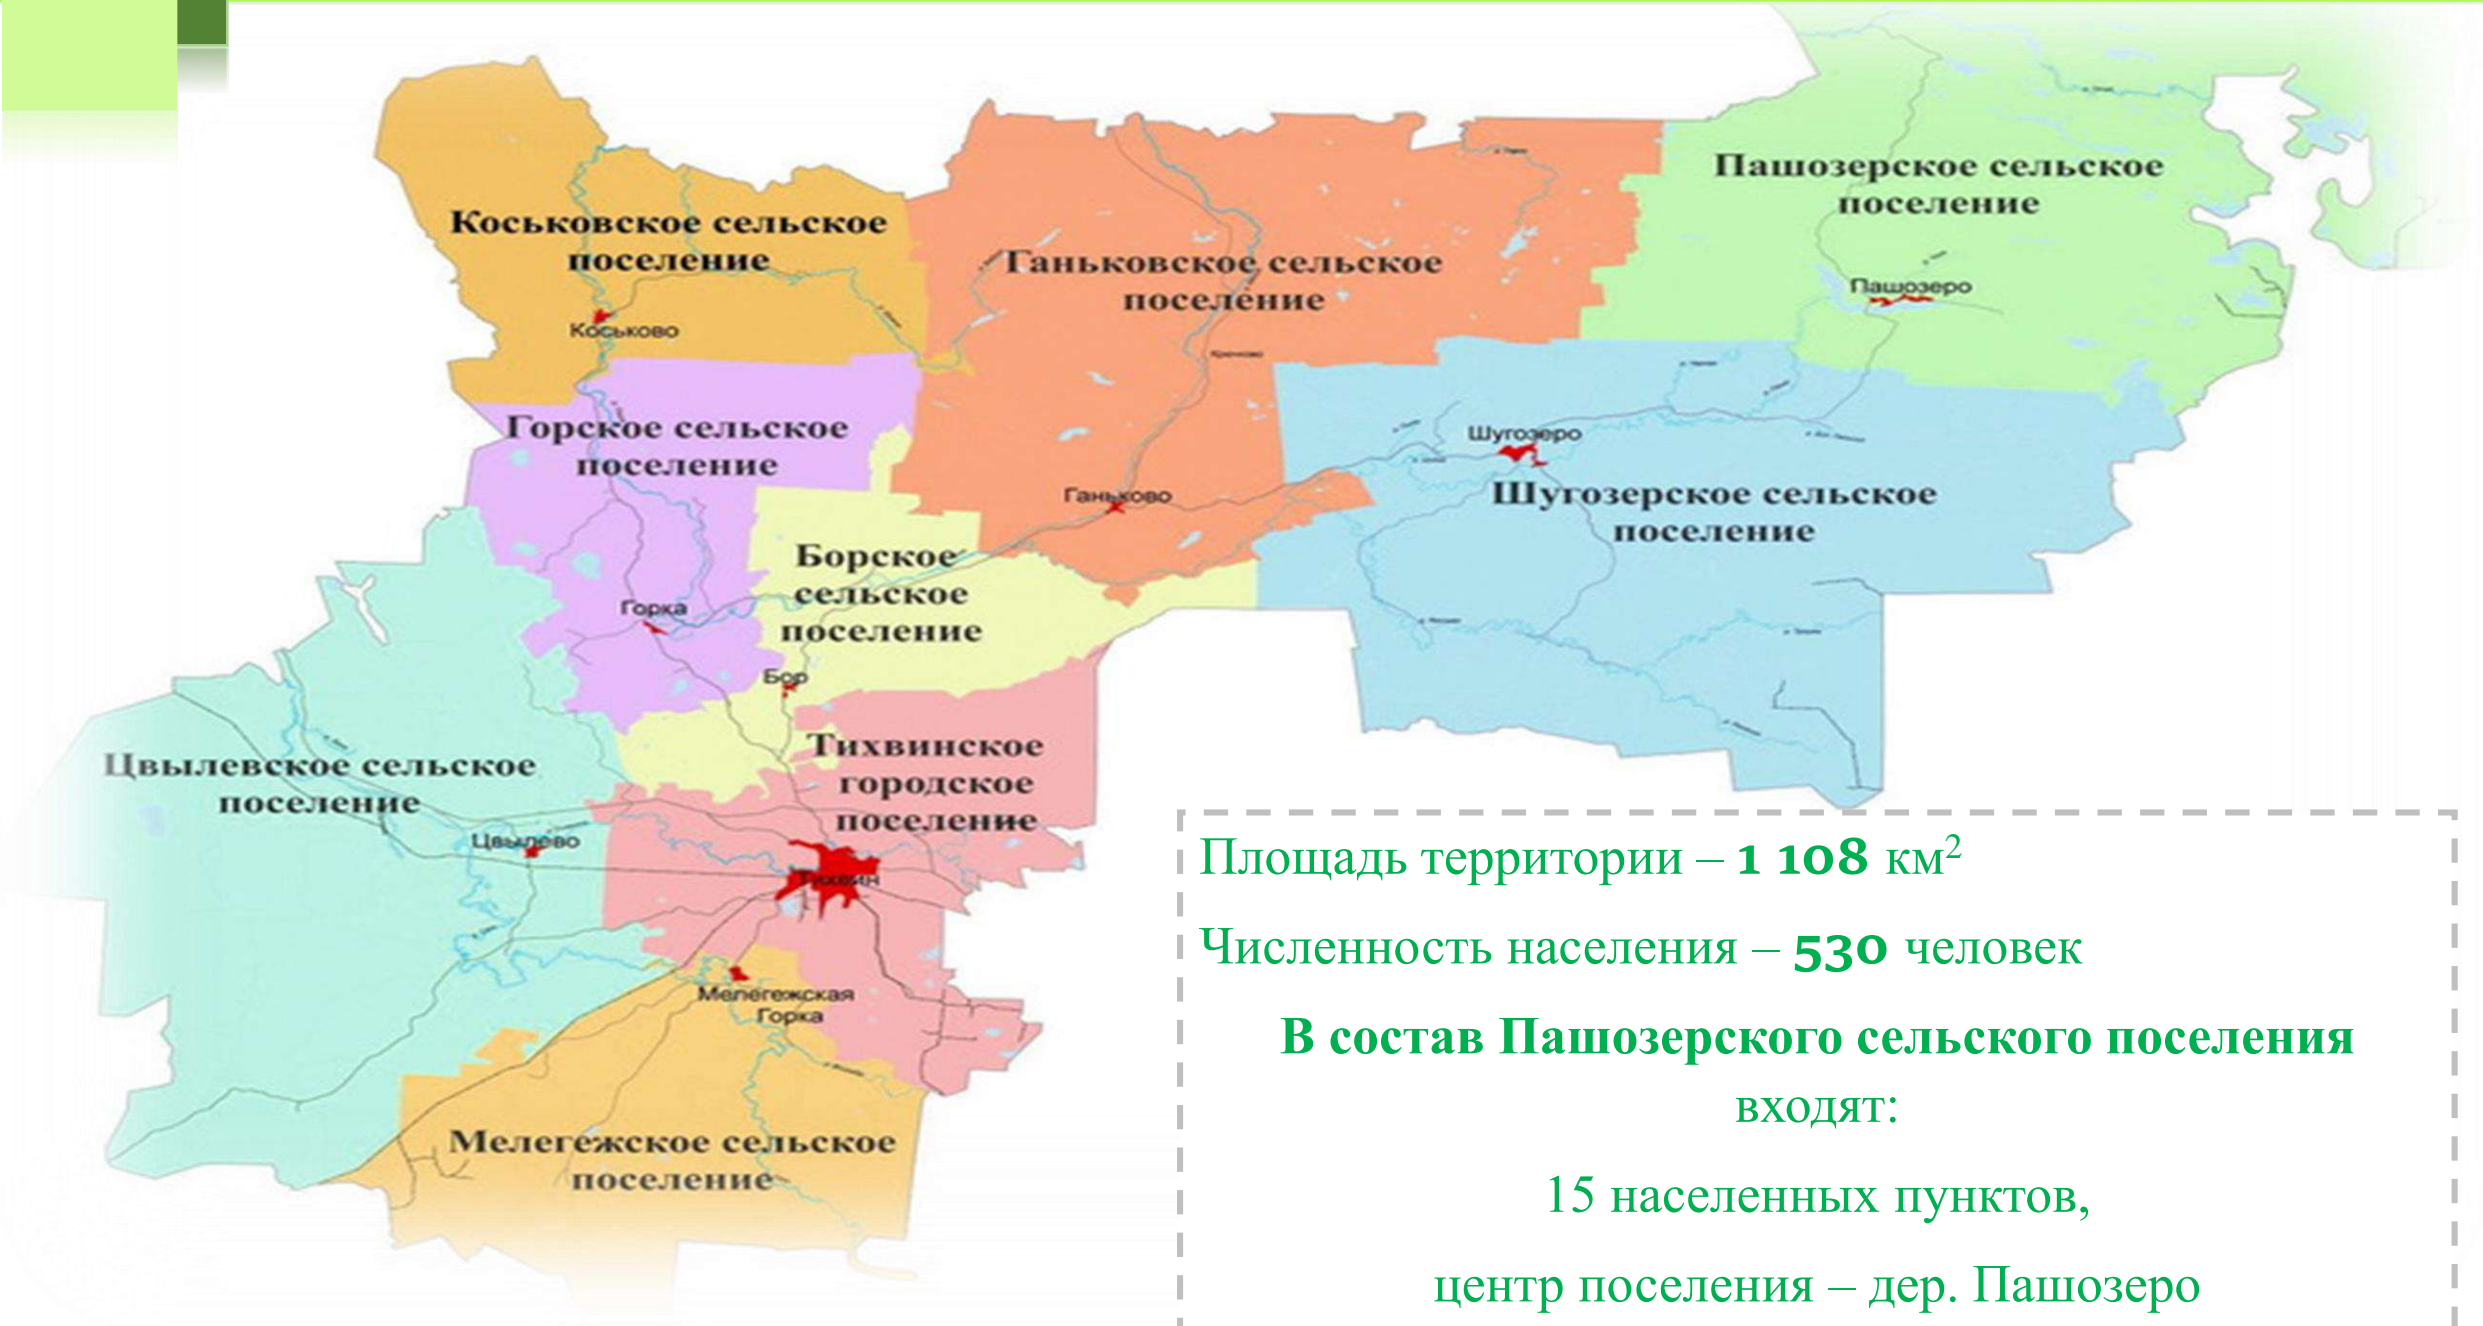 Пашозерское сельское
поселение
Коськовское сельское
поселение
Ганьковское сельское
поселение
Пашозеро
Коськово
Крючково
Горское сельское
поселение
Шугозеро
Ганьково
Шугозерское сельское
поселение
Борское
сельское
поселение
Горка
Бор
Тихвинское
городское
поселение
Цвылевское сельское
поселение
Цвылево
Тихвин
Мелегежская
Горка
Мелегежское сельское
поселение
Площадь территории – 1 108 км²
Численность населения – 530 человек
В состав Пашозерского сельского поселения
входят:
15 населенных пунктов,
центр поселения – дер. Пашозеро